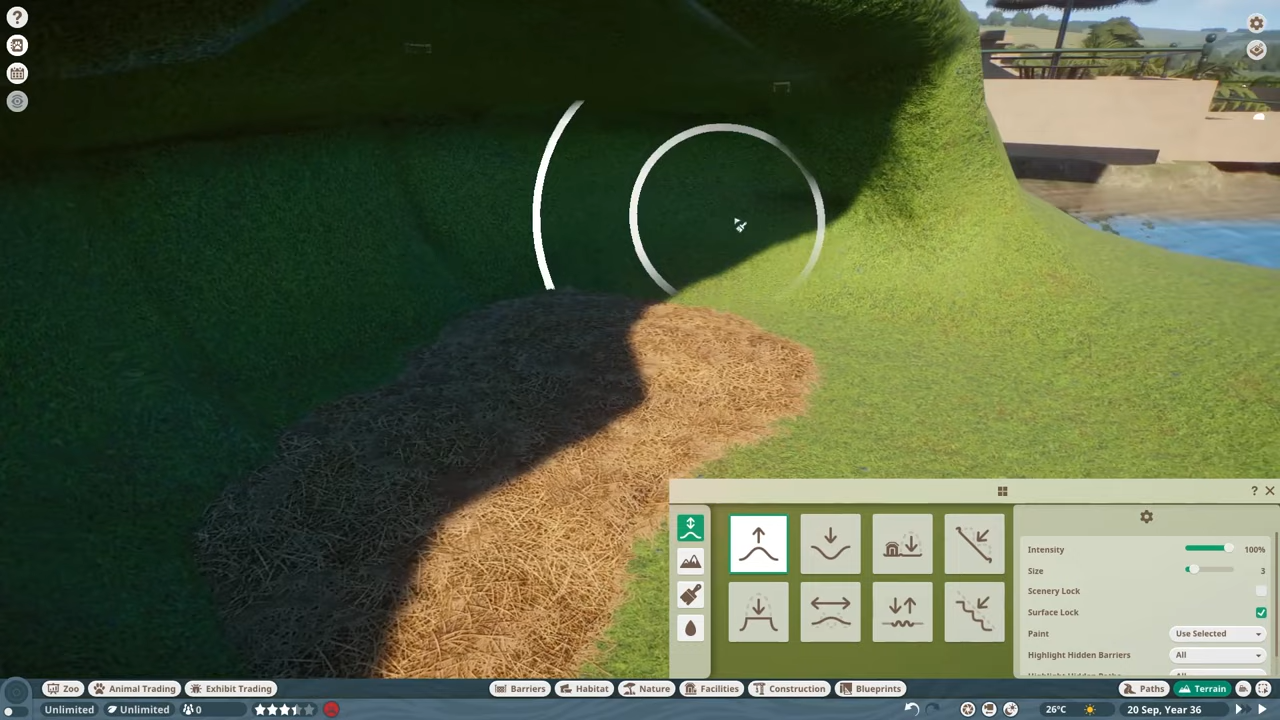 ?
? ×
Intensity 100%
Size 3
Scenery Lock
Surface Lock
Paint Use Selected
Highlight Hidden Barriers All
Zoo Animal Trading Exhibit Trading Barriers Habitat Nature Facilities Construction Blueprints Paths Terrain
Unlimited Unlimited 0 26°C 20 Sep, Year 36